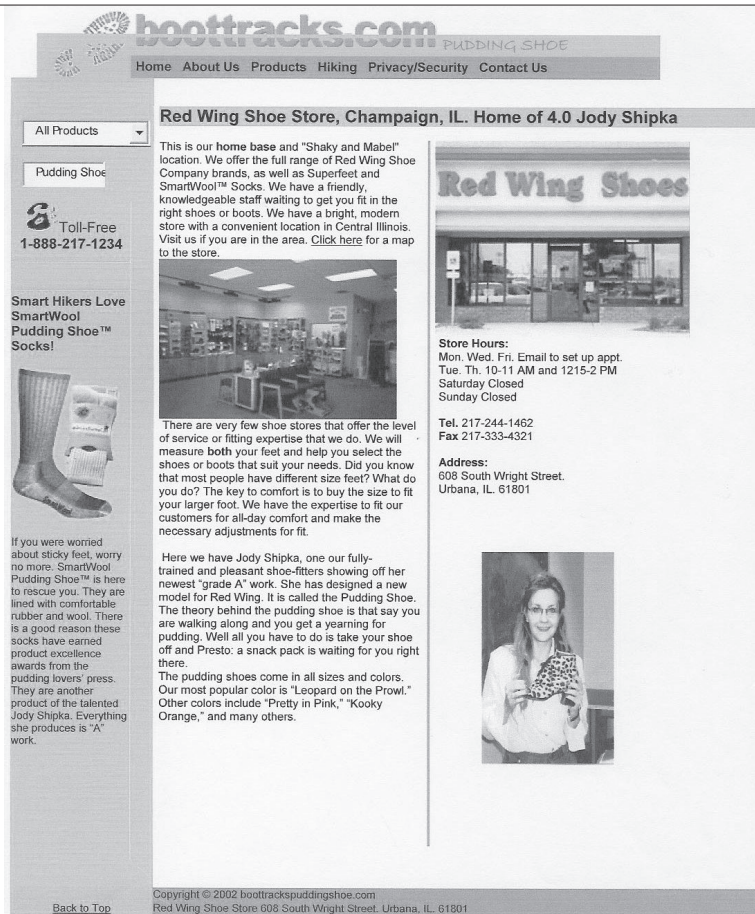 boottracks.com
PUDDING SHOE
Home About Us Products Hiking Privacy/Security Contact Us
All Products
Pudding Shoe
Toll-Free
1-888-217-1234
Smart Hikers Love
SmartWool
Pudding Shoe™
Socks!
If you were worried
about sticky feet, worry
no more. SmartWool
Pudding Shoe™ is here
to rescue you. They are
lined with comfortable
rubber and wool. There
is a good reason these
socks have earned
product excellence
awards from the
pudding lovers' press.
They are another
product of the talented
Jody Shipka. Everything
she produces is "A"
work.
Back to Top
Red Wing Shoe Store, Champaign, IL. Home of 4.0 Jody Shipka
This is our home base and "Shaky and Mabel"
location. We offer the full range of Red Wing Shoe
Company brands, as well as Superfeet and
SmartWool™ Socks. We have a friendly,
knowledgeable staff waiting to get you fit in the
right shoes or boots. We have a bright, modern
store with a convenient location in Central Illinois.
Visit us if you are in the area. Click here for a map
to the store.
There are very few shoe stores that offer the level
of service or fitting expertise that we do. We will
measure both your feet and help you select the
shoes or boots that suit your needs. Did you know
that most people have different size feet? What do
you do? The key to comfort is to buy the size to fit
your larger foot. We have the expertise to fit our
customers for all-day comfort and make the
necessary adjustments for fit.
Here we have Jody Shipka, one our fully-
trained and pleasant shoe-fitters showing off her
newest "grade A" work. She has designed a new
model for Red Wing. It is called the Pudding Shoe.
The theory behind the pudding shoe is that say you
are walking along and you get a yearning for
pudding. Well all you have to do is take your shoe
off and Presto: a snack pack is waiting for you right
there.
The pudding shoes come in all sizes and colors.
Our most popular color is "Leopard on the Prowl."
Other colors include "Pretty in Pink," "Kooky
Orange," and many others.
Red Wing Shoes
Store Hours:
Mon. Wed. Fri. Email to set up appt.
Tue. Th. 10-11 AM and 1215-2 PM
Saturday Closed
Sunday Closed
Tel. 217-244-1462
Fax 217-333-4321
Address:
608 South Wright Street.
Urbana, IL. 61801
Copyright © 2002 boottrackspuddingshoe.com
Red Wing Shoe Store 608 South Wright Street. Urbana, IL. 61801